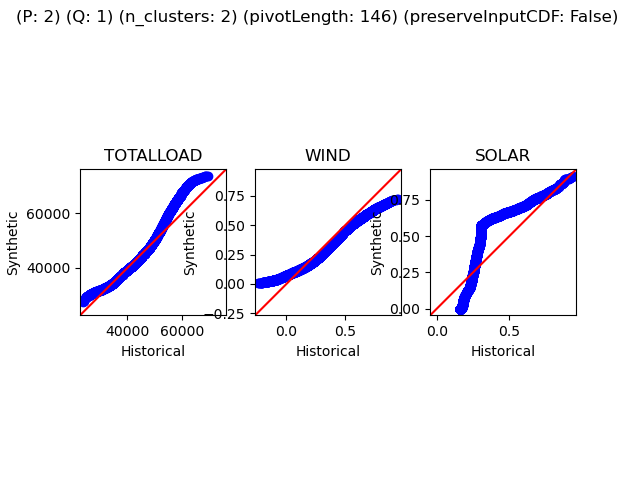 (P: 2) (Q: 1) (n_clusters: 2) (pivotLength: 146) (preserveInputCDF: False)
TOTALLOAD
Synthetic
60000
40000
40000
60000
Historical
WIND
Synthetic
0.75
0.50
0.25
0.00
−0.25
0.0
0.5
Historical
SOLAR
Synthetic
0.75
0.50
0.25
0.00
0.0
0.5
Historical